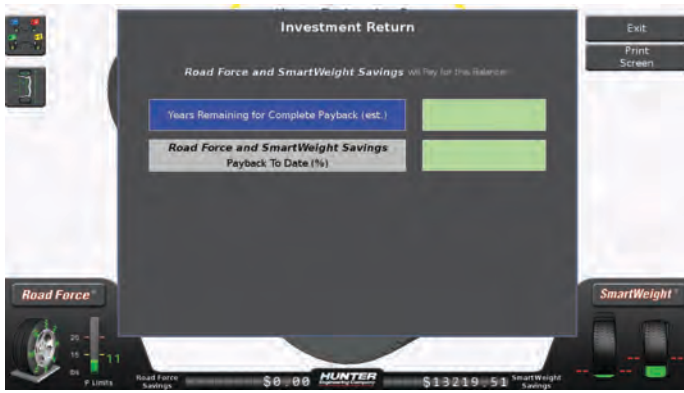 Investment Return
Exit
Print
Screen
Road Force and SmartWeight Savings will Pay for this Balancer
Years Remaining for Complete Payback (est.)
Road Force and SmartWeight Savings
Payback To Date (%)
Road Force
SmartWeight
20
15
11
P Limits
Road Force
Savings
$0.00
HUNTER
Engineering Company
$13219.51
SmartWeight
Savings